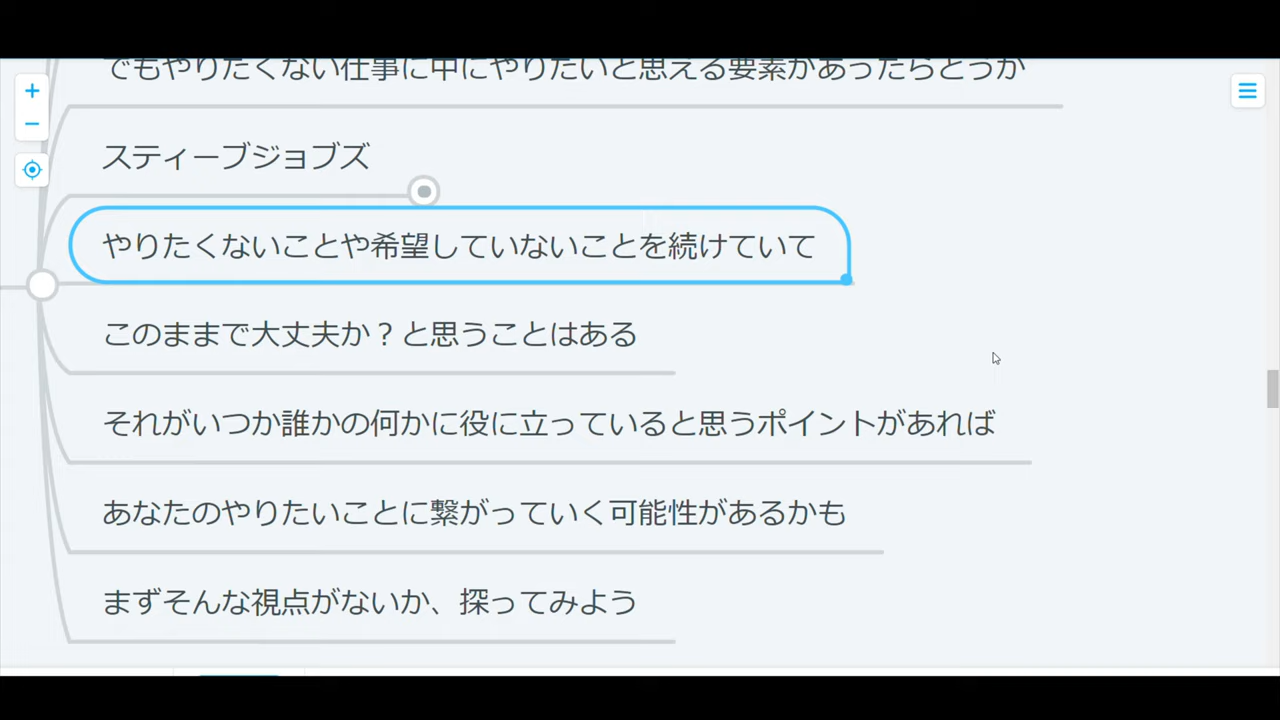 でもやりたくない仕事に中にやりたいと思える要素があったらどうか
スティーブジョブズ
やりたくないことや希望していないことを続けていて
このままで大丈夫か？と思うことはある
それがいつか誰かの何かに役に立っていると思うポイントがあれば
あなたのやりたいことに繋がっていく可能性があるかも
まずそんな視点がないか、探ってみよう